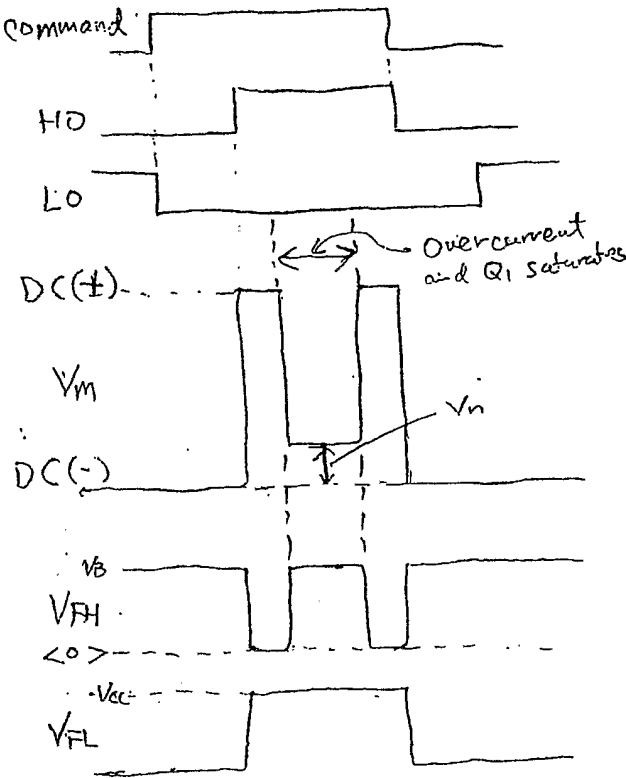 Command
HO
LO
Overcurrent
and Q1 saturates
DC(+)
Vm
Vn
DC(-)
VB
VFH
<0>
Vcc
VFL